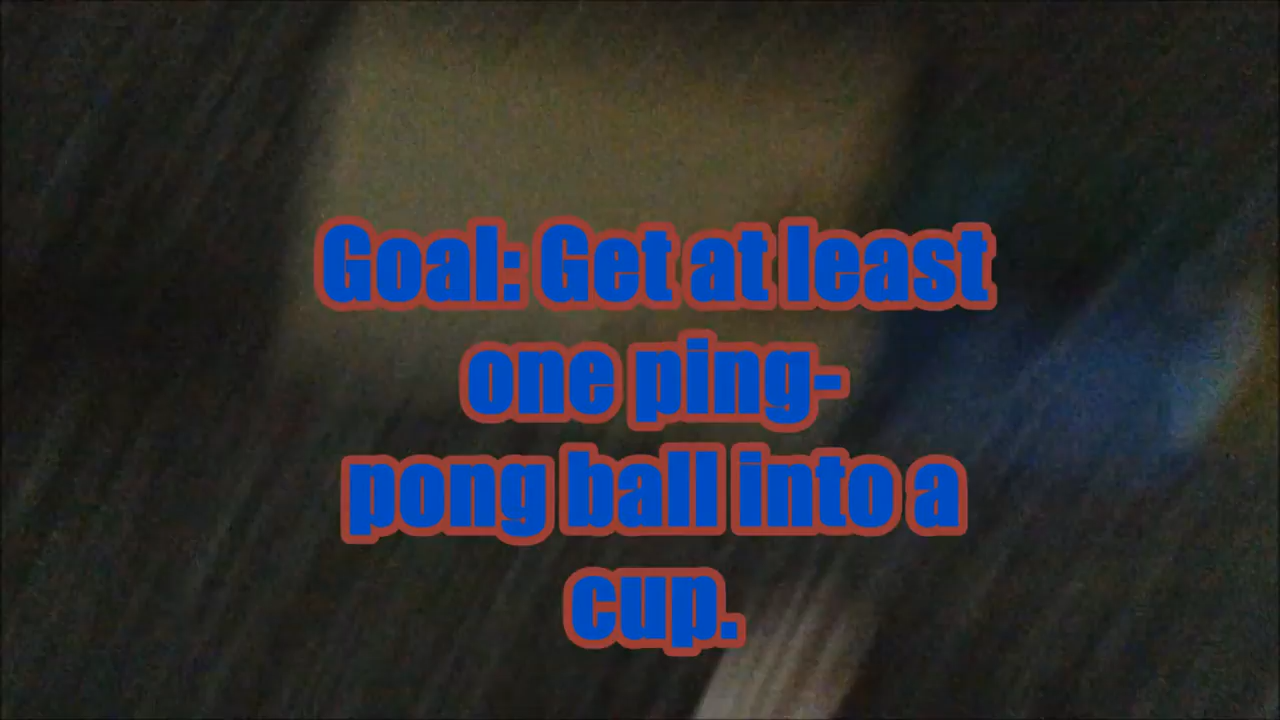 Goal: Get at least
one ping-
pong ball into a
cup.